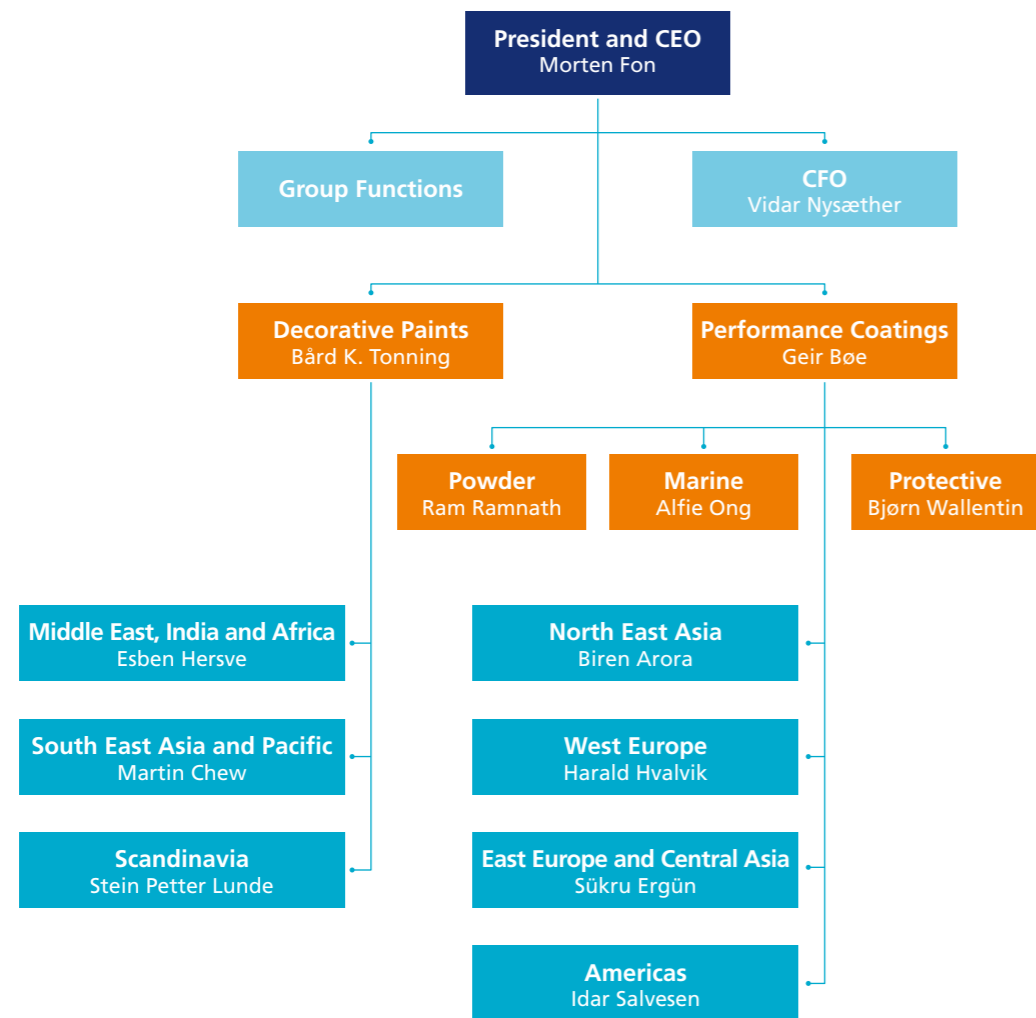 President and CEO
Morten Fon
Group Functions
CFO
Vidar Nysæther
Decorative Paints
Bård K. Tonning
Performance Coatings
Geir Bøe
Powder
Ram Ramnath
Marine
Alfie Ong
Protective
Bjørn Wallentin
Middle East, India and Africa
Esben Hersve
North East Asia
Biren Arora
South East Asia and Pacific
Martin Chew
West Europe
Harald Hvalvik
Scandinavia
Stein Petter Lunde
East Europe and Central Asia
Sükru Ergün
Americas
Idar Salvesen